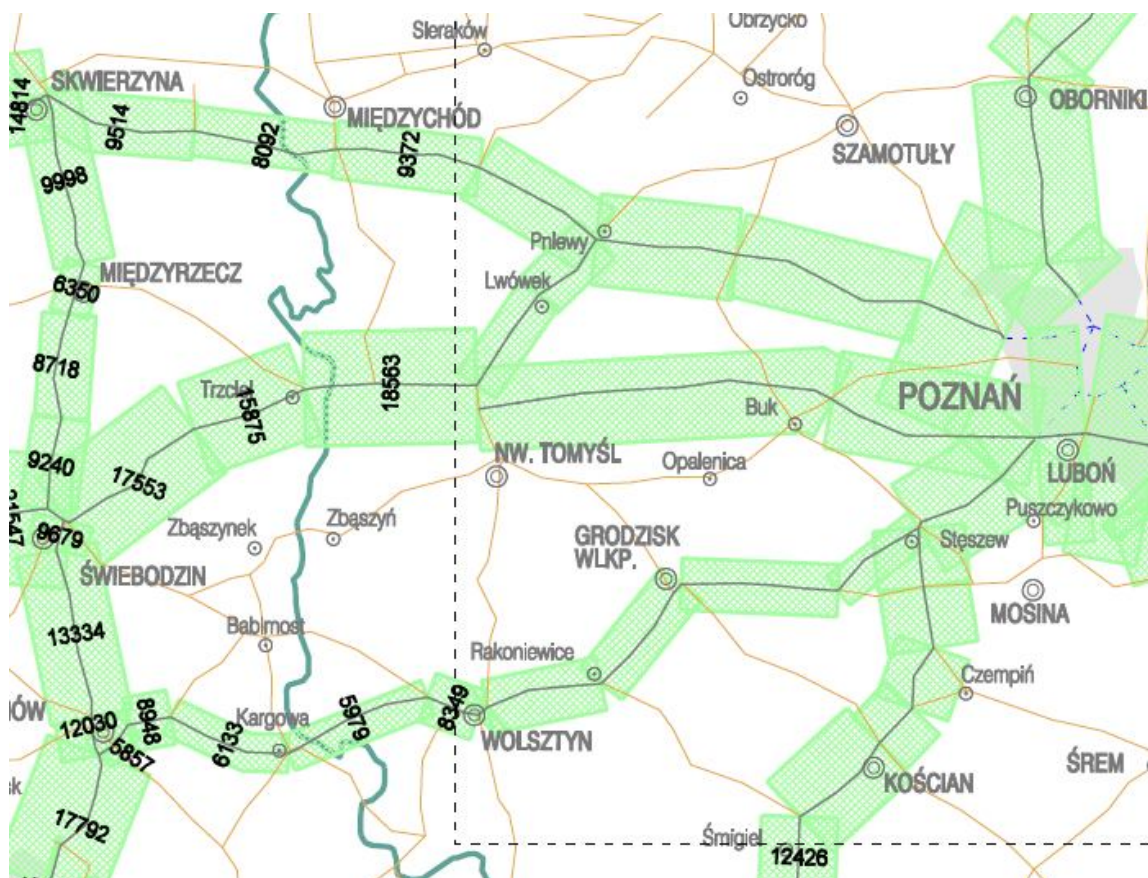 Sieraków
Obrzycko
Ostroróg
SKWIERZYNA
14814
9514
MIĘDZYCHÓD
OBORNIKI
8092
9372
SZAMOTUŁY
9998
Pniewy
MIĘDZYRZECZ
6350
Lwówek
8718
18563
Trzciel
15875
POZNAŃ
Buk
NW. TOMYŚL
Opalenica
LUBOŃ
9240
17553
21547
9679
Zbąszynek
Zbąszyń
GRODZISK
WLKP.
Puszczykowo
Stęszew
ŚWIEBODZIN
MOSINA
13334
Babimost
Rakoniewice
Czempiń
12030
8948
5857
6133
Kargowa
5979
8349
WOLSZTYN
KOŚCIAN
ŚREM
17792
Śmigiel
12426